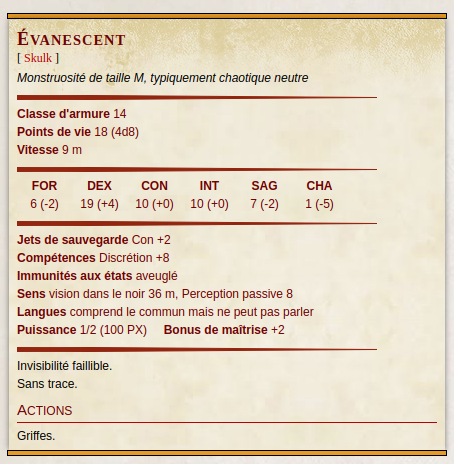 ÉVANESCENT
[ Skulk ]
Monstruosité de taille M, typiquement chaotique neutre
Classe d'armure 14
Points de vie 18 (4d8)
Vitesse 9 m
FOR DEX CON INT SAG CHA
6 (-2) 19 (+4) 10 (+0) 10 (+0) 7 (-2) 1 (-5)
Jets de sauvegarde Con +2
Compétences Discrétion +8
Immunités aux états aveuglé
Sens vision dans le noir 36 m, Perception passive 8
Langues comprend le commun mais ne peut pas parler
Puissance 1/2 (100 PX) Bonus de maîtrise +2
Invisibilité faillible.
Sans trace.
ACTIONS
Griffes.